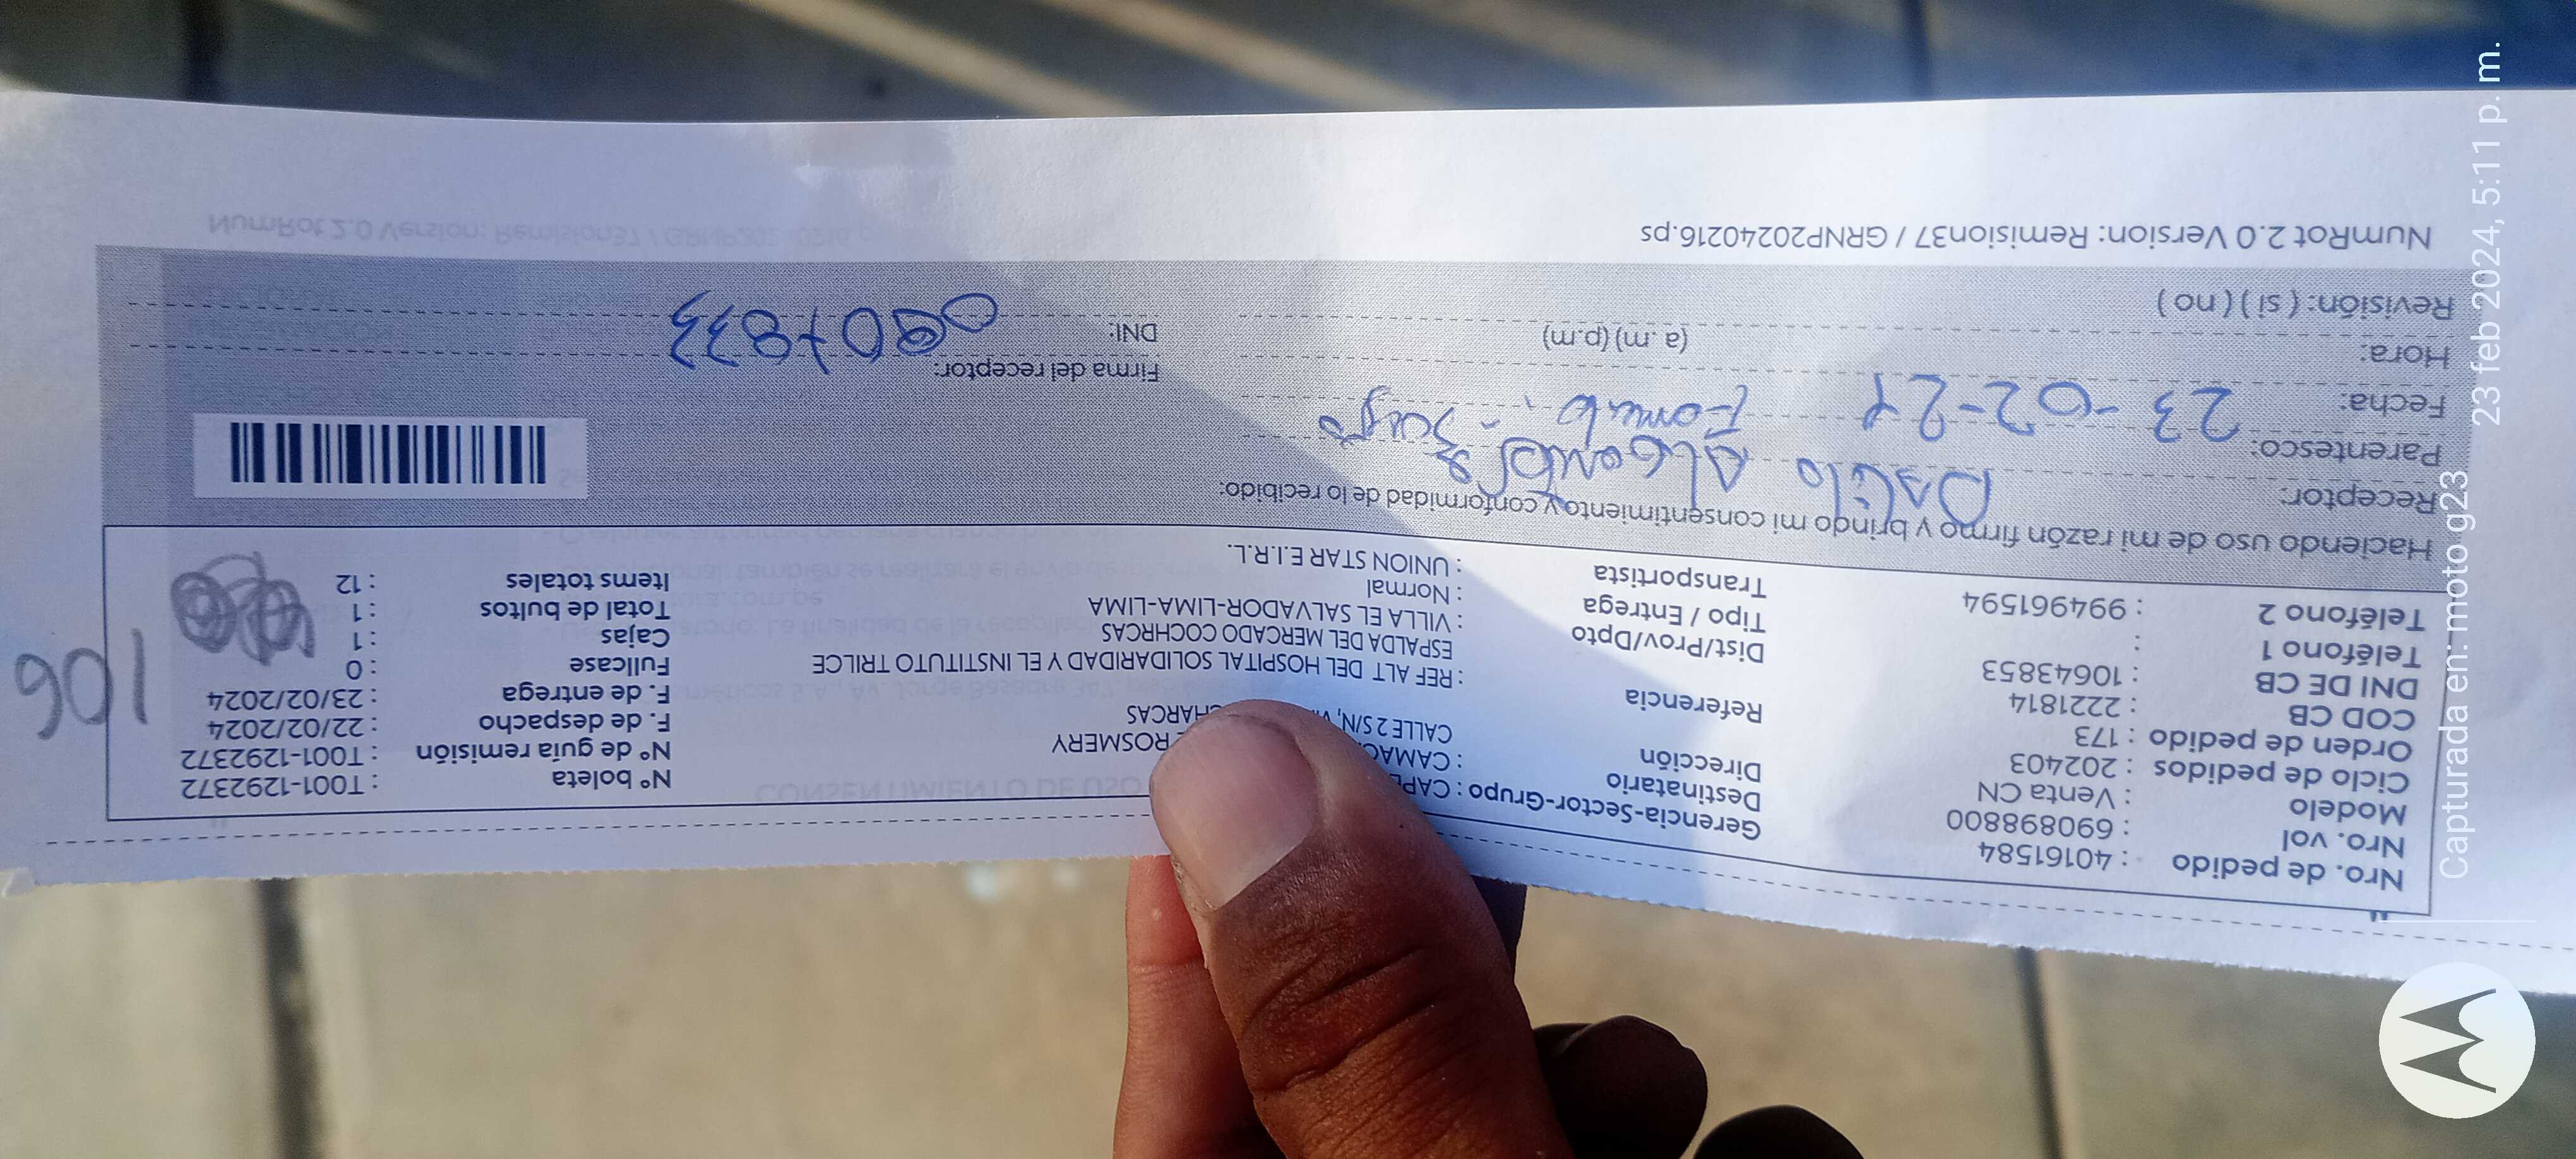 Nro. de pedido : 40161584
Nro. vol : 690898800
Modelo : Venta CN
Ciclo de pedidos : 202403
Orden de pedido : 173
COD CB : 2221814
DNI DE CB : 10643853
Teléfono 1 :
Teléfono 2 : 994961594
Gerencia-Sector-Grupo : CAPE
Destinatario : CAMAC ROSMERY
Dirección CALLE 2 S/N, CHARCAS
Referencia : REF ALT DEL HOSPITAL SOLIDARIDAD Y EL INSTITUTO TRILCE
ESPALDA DEL MERCADO COCHRCAS
Dist/Prov/Dpto : VILLA EL SALVADOR-LIMA-LIMA
Tipo / Entrega : Normal
Transportista : UNION STAR E.I.R.L.
N° boleta : T001-1292372
N° de guía remisión : T001-1292372
F. de despacho : 22/02/2024
F. de entrega : 23/02/2024
Fullcase : 0
Cajas : 1
Total de bultos : 1
Items totales : 12
106
Haciendo uso de mi razón firmo y brindo mi consentimiento y conformidad de lo recibido:
Receptor:
Parentesco:
Fecha: 23-02-24
Hora: (a.m) (p.m)
Revisión: ( si ) ( no )
Firma del receptor:
DNI:
NumRot 2.0 Version: Remision37 / GRNP20240216.ps
Capturada en: moto g23 23 feb 2024, 5:11 p. m.